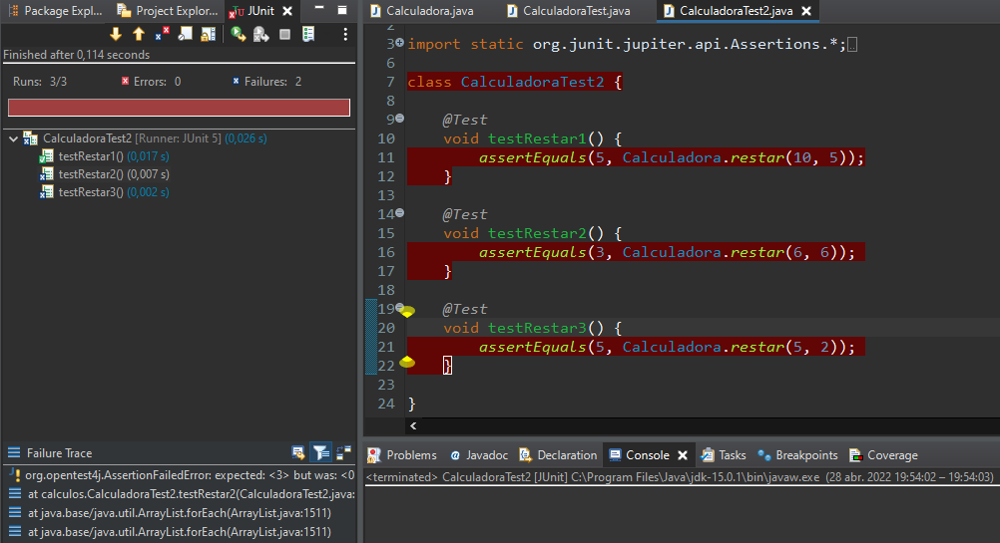 Package Expl...
Project Explor...
JUnit
Finished after 0,114 seconds
Runs: 3/3
Errors: 0
Failures: 2
CalculadoraTest2 [Runner: JUnit 5] (0,026 s)
testRestar1() (0,017 s)
testRestar2() (0,007 s)
testRestar3() (0,002 s)
Failure Trace
org.opentest4j.AssertionFailedError: expected: <3> but was: <0
at calculos.CalculadoraTest2.testRestar2(CalculadoraTest2.java:
at java.base/java.util.ArrayList.forEach(ArrayList.java:1511)
at java.base/java.util.ArrayList.forEach(ArrayList.java:1511)
Calculadora.java
CalculadoraTest.java
CalculadoraTest2.java
2
3 import static org.junit.jupiter.api.Assertions.*;
6
7 class CalculadoraTest2 {
8
9 @Test
10 void testRestar1() {
11 assertEquals(5, Calculadora.restar(10, 5));
12 }
13
14 @Test
15 void testRestar2() {
16 assertEquals(3, Calculadora.restar(6, 6));
17 }
18
19 @Test
20 void testRestar3() {
21 assertEquals(5, Calculadora.restar(5, 2));
22 }
23
24 }
Problems
@ Javadoc
Declaration
Console
Tasks
Breakpoints
Coverage
<terminated> CalculadoraTest2 [JUnit] C:\Program Files\Java\jdk-15.0.1\bin\javaw.exe (28 abr. 2022 19:54:02 – 19:54:03)